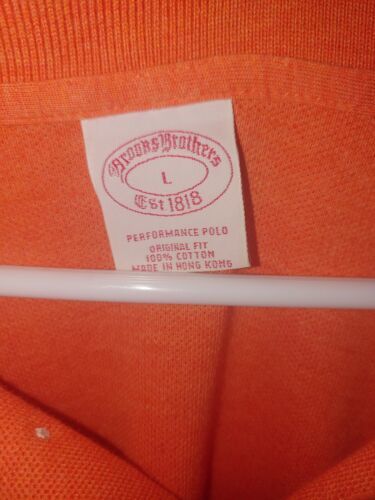 Brooks Brothers
L
Est 1818
PERFORMANCE POLO
ORIGINAL FIT
100% COTTON
MADE IN HONG KONG